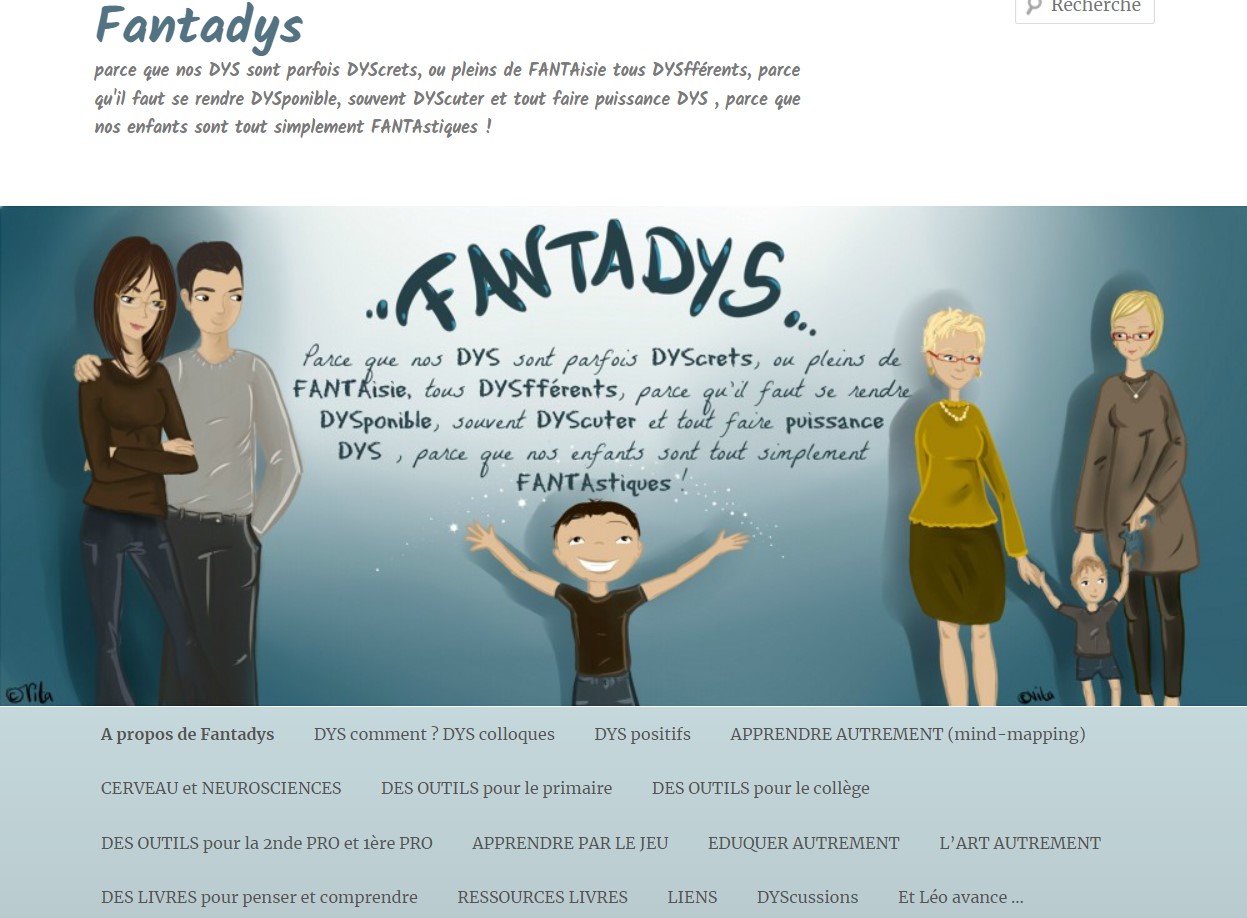 Fantadys
Recherche
parce que nos DYS sont parfois DYScrets, ou pleins de FANTAisie tous DYSfférents, parce
qu'il faut se rendre DYSponible, souvent DYScuter et tout faire puissance DYS , parce que
nos enfants sont tout simplement FANTAstiques !
..FANTADYS...
Parce que nos DYS sont parfois DYScrets, ou pleins de
FANTAisie, tous DYSfférents, parce qu'il faut se rendre
DYSponible, souvent DYScuter et tout faire puissance
DYS , parce que nos enfants sont tout simplement
FANTAstiques !
©Vila
©Vila
A propos de Fantadys DYS comment ? DYS colloques DYS positifs APPRENDRE AUTREMENT (mind-mapping)
CERVEAU et NEUROSCIENCES DES OUTILS pour le primaire DES OUTILS pour le collège
DES OUTILS pour la 2nde PRO et 1ère PRO APPRENDRE PAR LE JEU EDUQUER AUTREMENT L’ART AUTREMENT
DES LIVRES pour penser et comprendre RESSOURCES LIVRES LIENS DYScussions Et Léo avance …